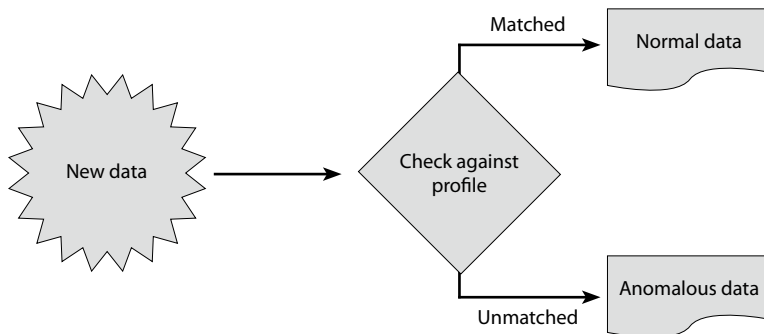 Matched
Normal data
New data
Check against
profile
Anomalous data
Unmatched